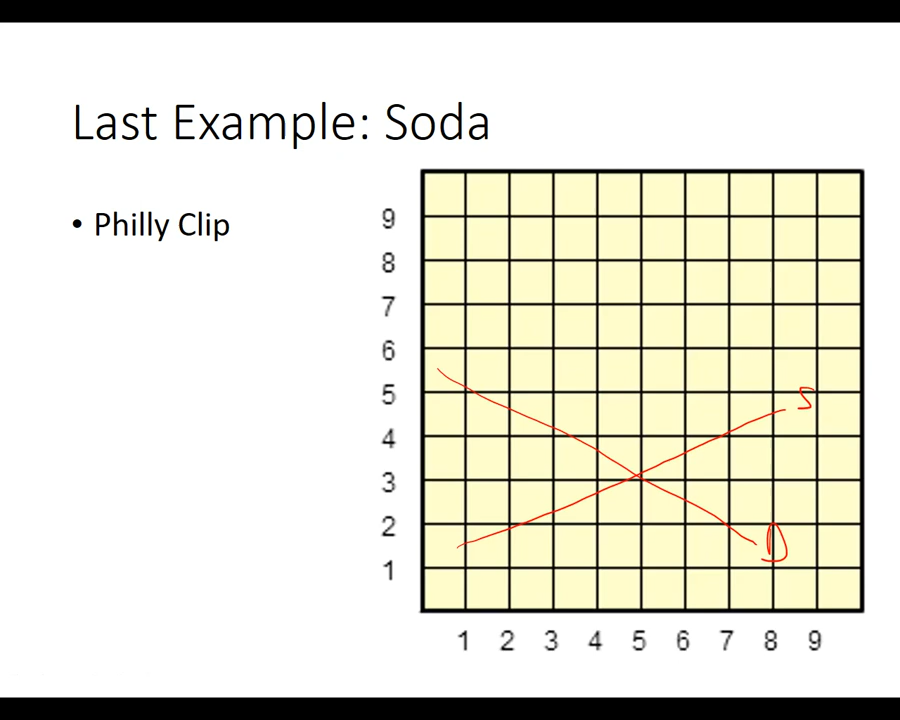 Last Example: Soda
• Philly Clip
9
8
7
6
5
4
3
2
1
S
D
1 2 3 4 5 6 7 8 9